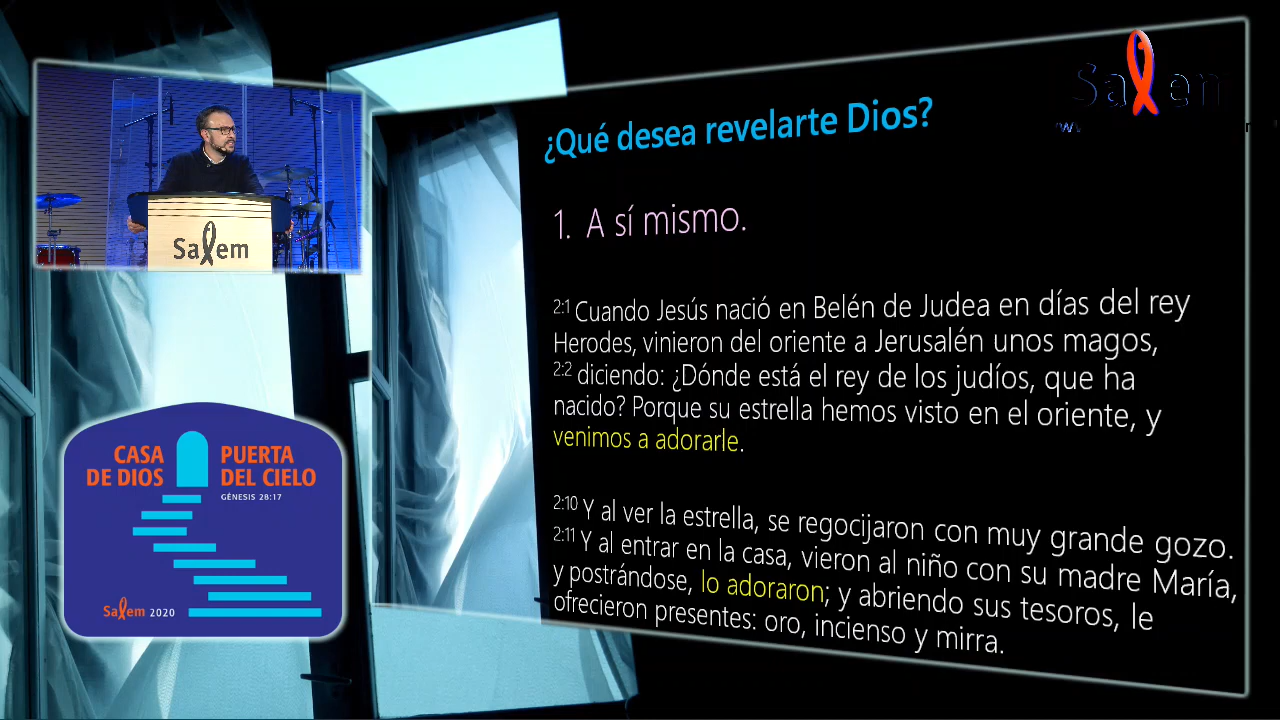 Salem
¿Qué desea revelarte Dios?
1. A sí mismo.
2:1 Cuando Jesús nació en Belén de Judea en días del rey
Herodes, vinieron del oriente a Jerusalén unos magos,
2:2 diciendo: ¿Dónde está el rey de los judíos, que ha
nacido? Porque su estrella hemos visto en el oriente, y
venimos a adorarle.
2:10 Y al ver la estrella, se regocijaron con muy grande gozo.
2:11 Y al entrar en la casa, vieron al niño con su madre María,
y postrándose, lo adoraron; y abriendo sus tesoros, le
ofrecieron presentes: oro, incienso y mirra.
Salem
CASA
DE DIOS
PUERTA
DEL CIELO
GÉNESIS 28:17
Salem 2020